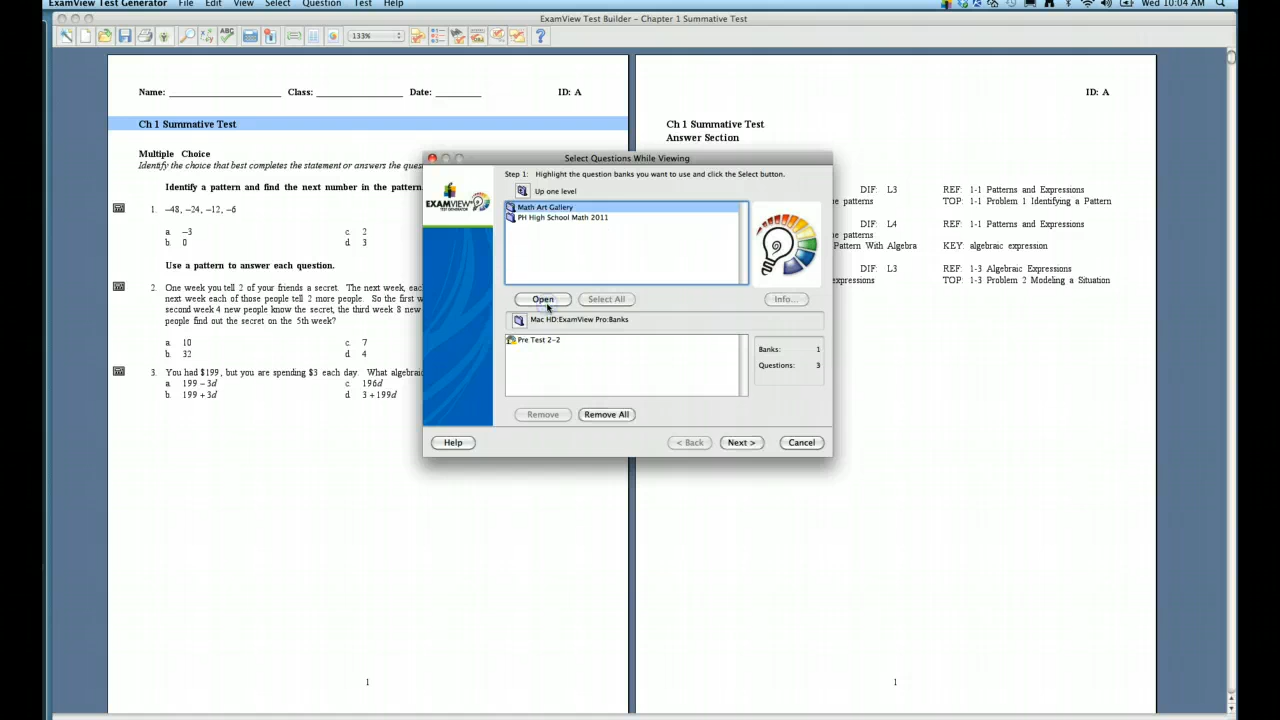 ExamView Test Generator File Edit View Select Question Test Help Wed 10:04 AM
ExamView Test Builder - Chapter 1 Summative Test
133%
Name: Class: Date: ID: A
Ch 1 Summative Test
Multiple Choice
Identify the choice that best completes the statement or answers the
Identify a pattern and find the next number in the pattern.
1. –48, –24, –12, –6
a. –3 c. 2
b. 0 d. 3
Use a pattern to answer each question.
2. One week you tell 2 of your friends a secret. The next week, each
next week each of those people tell 2 more people. So the first w
second week 4 new people know the secret, the third week 8 new
people find out the secret on the 5th week?
a. 10 c. 7
b. 32 d. 4
3. You had $199, but you are spending $3 each day. What algebraic
a. 199 – 3d c. 196d
b. 199 + 3d d. 3 + 199d
1
ID: A
Ch 1 Summative Test
Answer Section
DIF: L3 REF: 1-1 Patterns and Expressions
e patterns TOP: 1-1 Problem 1 Identifying a Pattern
DIF: L4 REF: 1-1 Patterns and Expressions
e patterns
Pattern With Algebra KEY: algebraic expression
DIF: L3 REF: 1-3 Algebraic Expressions
expressions TOP: 1-3 Problem 2 Modeling a Situation
1
Select Questions While Viewing
Step 1: Highlight the question banks you want to use and click the Select button.
Up one level
EXAMVIEW
TEST GENERATOR
Math Art Gallery
PH High School Math 2011
Open Select All Info...
Mac HD:ExamView Pro:Banks
Pre Test 2-2
Banks: 1
Questions: 3
Remove Remove All
Help < Back Next > Cancel